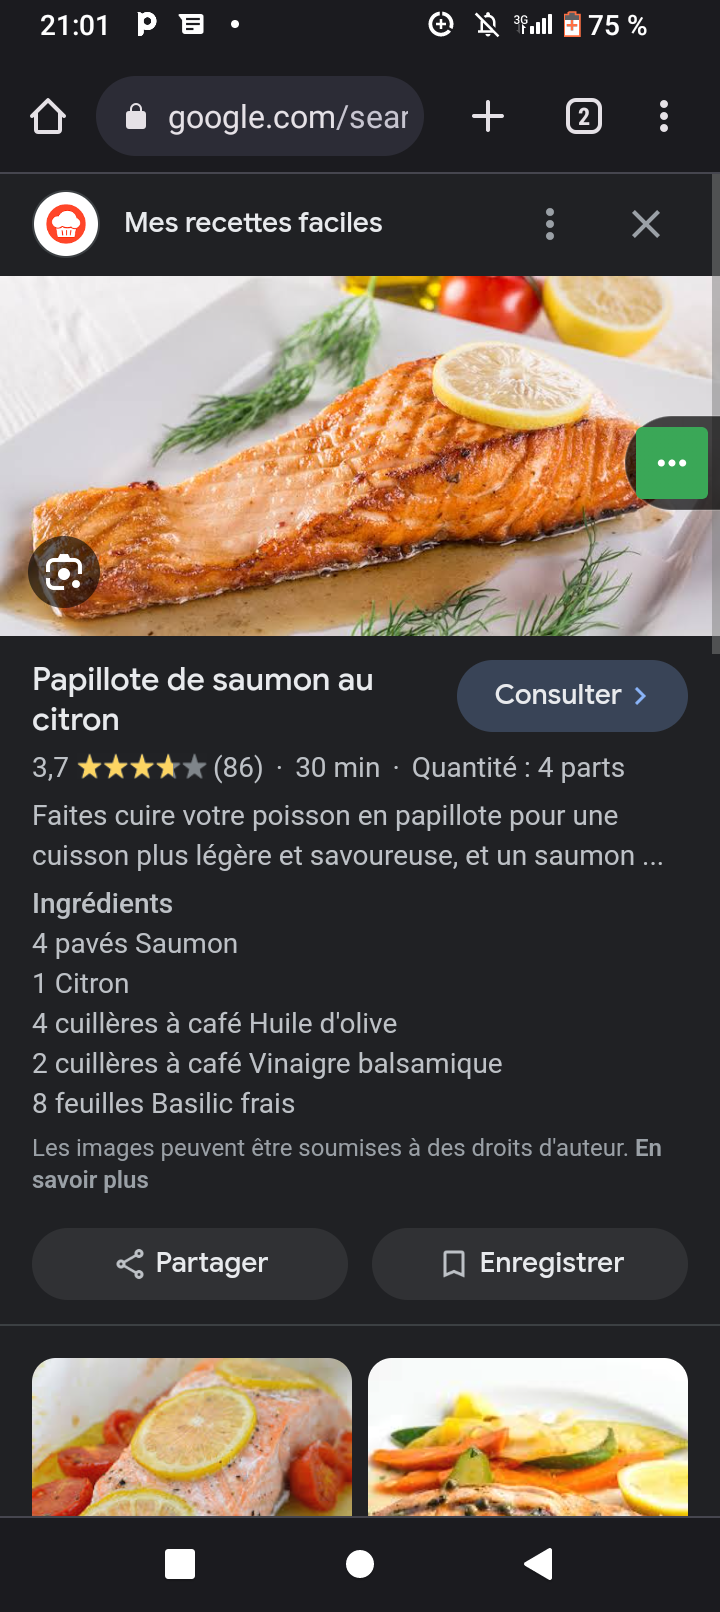 21:01
3G
75 %
google.com/sear
2
Mes recettes faciles
Papillote de saumon au
citron
Consulter
3,7 (86) · 30 min · Quantité : 4 parts
Faites cuire votre poisson en papillote pour une
cuisson plus légère et savoureuse, et un saumon ...
Ingrédients
4 pavés Saumon
1 Citron
4 cuillères à café Huile d'olive
2 cuillères à café Vinaigre balsamique
8 feuilles Basilic frais
Les images peuvent être soumises à des droits d'auteur. En
savoir plus
Partager
Enregistrer